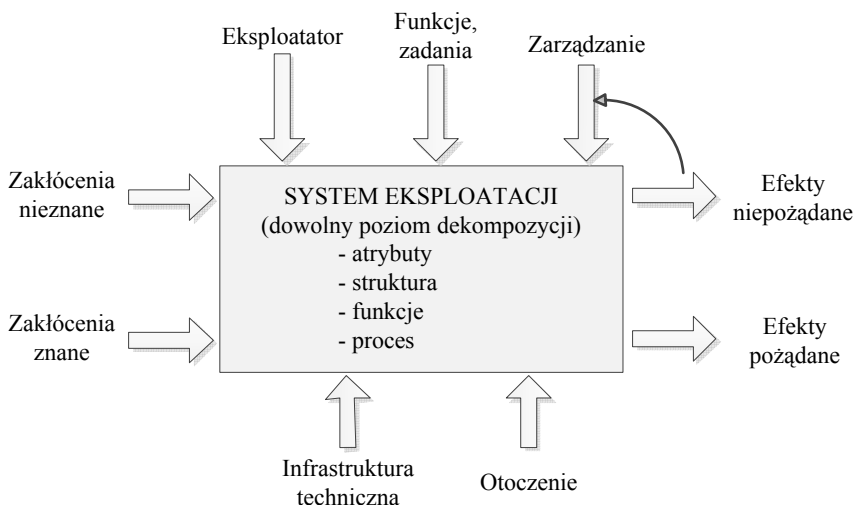 Eksploatator
Funkcje,
zadania
Zarządzanie
Zakłócenia
nieznane
SYSTEM EKSPLOATACJI
(dowolny poziom dekompozycji)
- atrybuty
- struktura
- funkcje
- proces
Efekty
niepożądane
Zakłócenia
znane
Efekty
pożądane
Infrastruktura
techniczna
Otoczenie